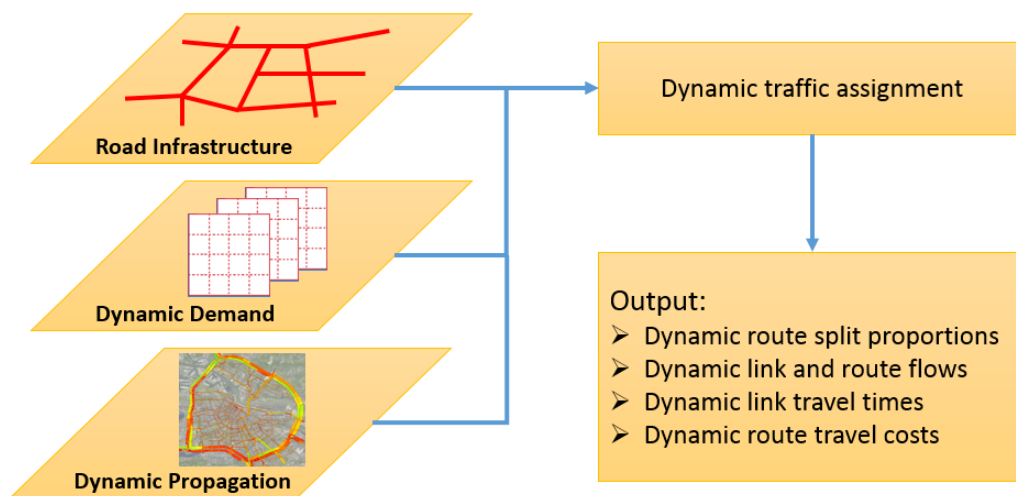 Road Infrastructure
Dynamic Demand
Dynamic Propagation
Dynamic traffic assignment
Output:
➢ Dynamic route split proportions
➢ Dynamic link and route flows
➢ Dynamic link travel times
➢ Dynamic route travel costs